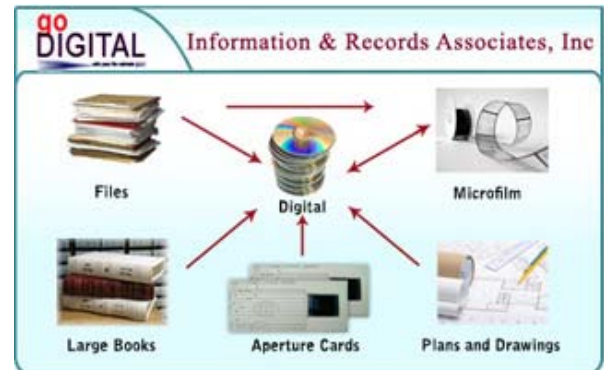 go
DIGITAL
Information & Records Associates, Inc
Files
Digital
Microfilm
Large Books
Aperture Cards
Plans and Drawings